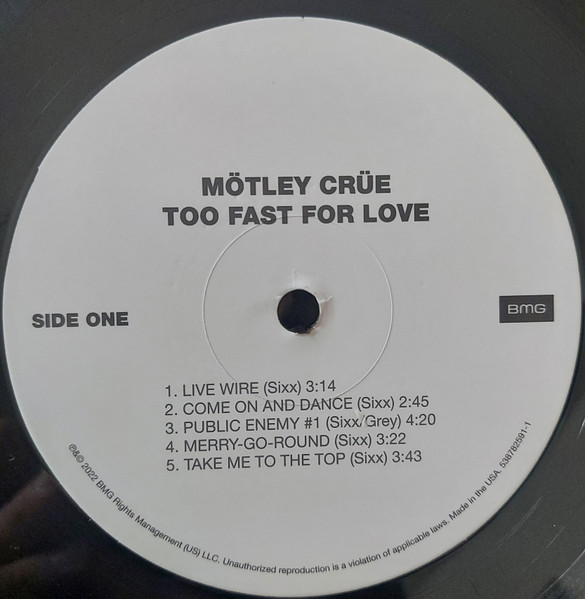 MÖTLEY CRÜE
TOO FAST FOR LOVE
SIDE ONE
BMG
1. LIVE WIRE (Sixx) 3:14
2. COME ON AND DANCE (Sixx) 2:45
3. PUBLIC ENEMY #1 (Sixx/Grey) 4:20
4. MERRY-GO-ROUND (Sixx) 3:22
5. TAKE ME TO THE TOP (Sixx) 3:43
℗&© 2022 BMG Rights Management (US) LLC. Unauthorized reproduction is a violation of applicable laws. Made in the USA. 538782591-1